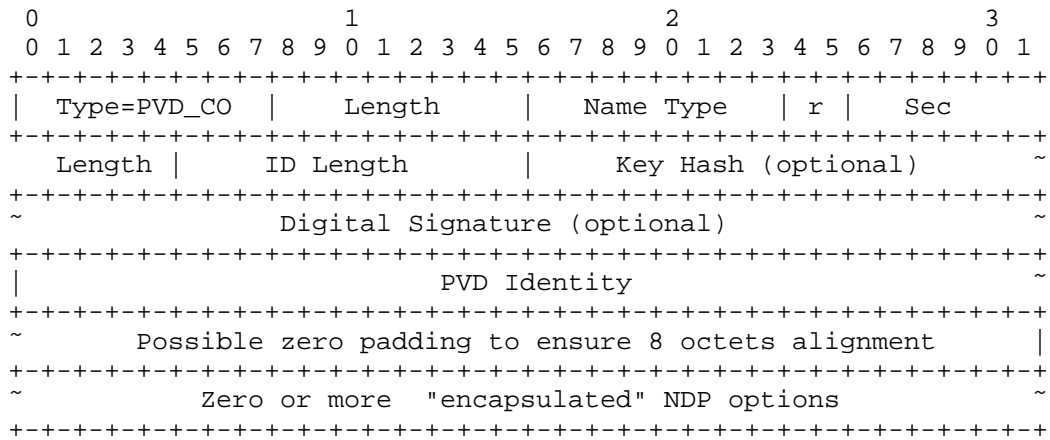 0                   1                   2                   3
 0 1 2 3 4 5 6 7 8 9 0 1 2 3 4 5 6 7 8 9 0 1 2 3 4 5 6 7 8 9 0 1
+-+-+-+-+-+-+-+-+-+-+-+-+-+-+-+-+-+-+-+-+-+-+-+-+-+-+-+-+-+-+-+-+
|  Type=PVD_CO  |    Length     |   Name Type   | r |   Sec
+-+-+-+-+-+-+-+-+-+-+-+-+-+-+-+-+-+-+-+-+-+-+-+-+-+-+-+-+-+-+-+-+
   Length |     ID Length       |     Key Hash (optional)       ~
+-+-+-+-+-+-+-+-+-+-+-+-+-+-+-+-+-+-+-+-+-+-+-+-+-+-+-+-+-+-+-+-+
~                Digital Signature (optional)                   ~
+-+-+-+-+-+-+-+-+-+-+-+-+-+-+-+-+-+-+-+-+-+-+-+-+-+-+-+-+-+-+-+-+
|                          PVD Identity                         ~
+-+-+-+-+-+-+-+-+-+-+-+-+-+-+-+-+-+-+-+-+-+-+-+-+-+-+-+-+-+-+-+-+
~       Possible zero padding to ensure 8 octets alignment      |
+-+-+-+-+-+-+-+-+-+-+-+-+-+-+-+-+-+-+-+-+-+-+-+-+-+-+-+-+-+-+-+-+
~           Zero or more  "encapsulated" NDP options            ~
+-+-+-+-+-+-+-+-+-+-+-+-+-+-+-+-+-+-+-+-+-+-+-+-+-+-+-+-+-+-+-+-+